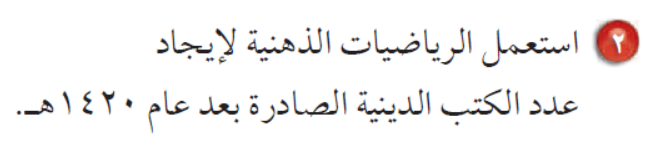 ٢ استعمل الرياضيات الذهنية لإيجاد
عدد الكتب الدينية الصادرة بعد عام ١٤٢٠هـ.